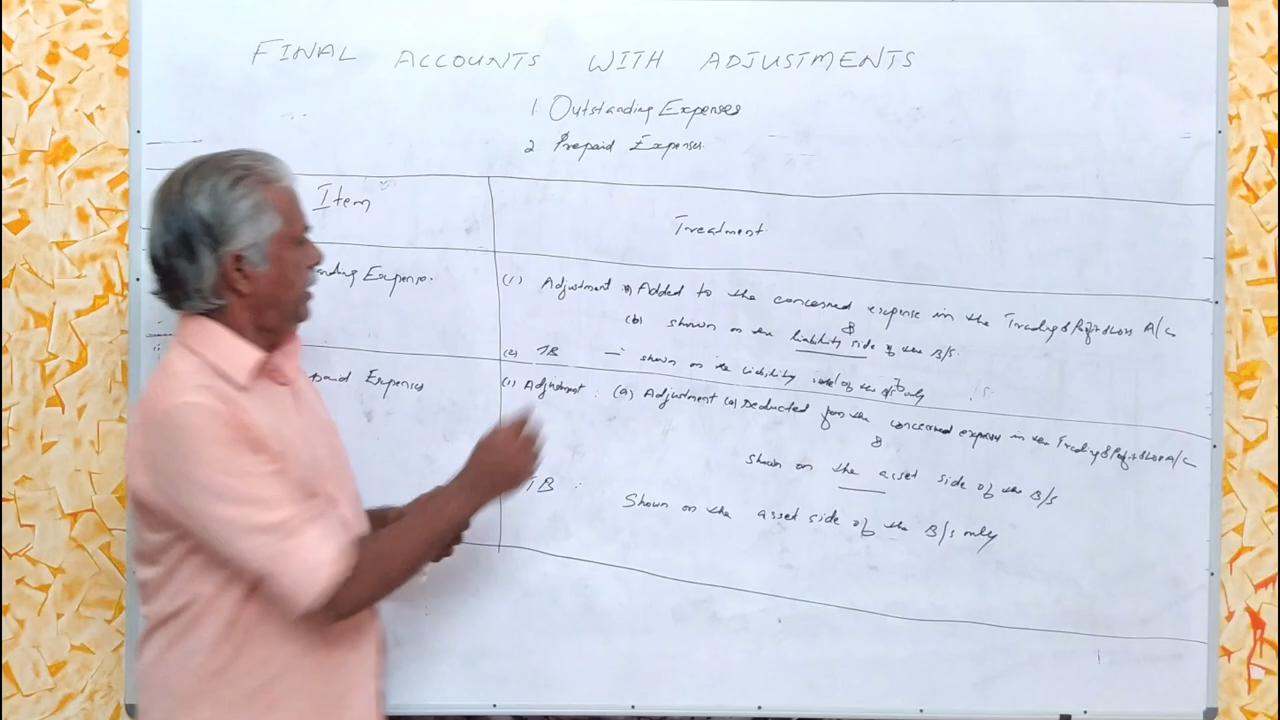 FINAL ACCOUNTS WITH ADJUSTMENTS
1. Outstanding Expenses
2 Prepaid Expenses.
Item
Treatment
nding Expense.
(1) Adjustment Added to the concerned expense in the Trading & Profit & Loss A/c
&
(b) shown on the liability side of the B/S.
(2) TB — shown on the liability of the only
paid Expenses
(1) Adjustment : (a) Adjustment (a) Deducted from the concerned expense in the Trading & Profit & Loss A/c
&
shown on the asset side of the B/S
TB :
Shown on the asset side of the B/S only